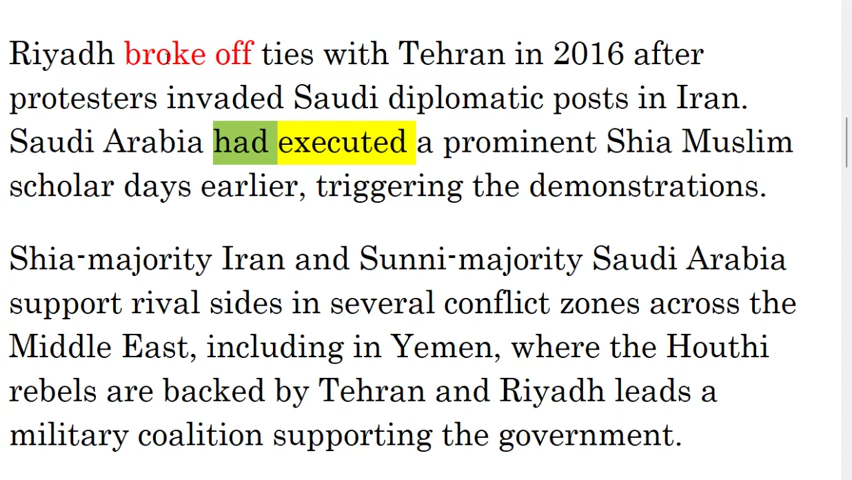 Riyadh broke off ties with Tehran in 2016 after
protesters invaded Saudi diplomatic posts in Iran.
Saudi Arabia had executed a prominent Shia Muslim
scholar days earlier, triggering the demonstrations.
Shia-majority Iran and Sunni-majority Saudi Arabia
support rival sides in several conflict zones across the
Middle East, including in Yemen, where the Houthi
rebels are backed by Tehran and Riyadh leads a
military coalition supporting the government.